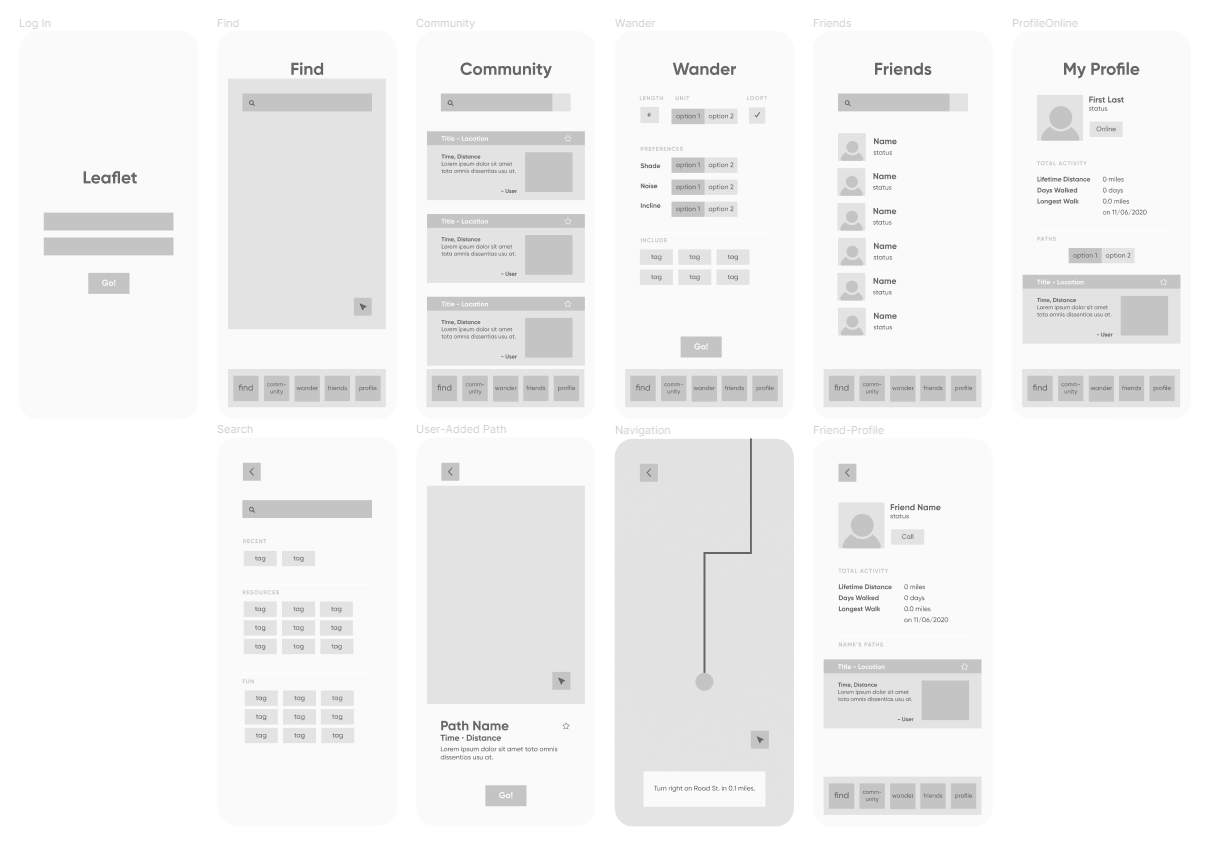 Log In
Leaflet
Go!
Find
Find
find
comm-
unity
wander
friends
profile
Community
Community
Title - Location
Time, Distance
Lorem ipsum dolor sit amet
tota omnis dissentias usu at.
- User
Title - Location
Time, Distance
Lorem ipsum dolor sit amet
tota omnis dissentias usu at.
- User
Title - Location
Time, Distance
Lorem ipsum dolor sit amet
tota omnis dissentias usu at.
- User
find
comm-
unity
wander
friends
profile
Wander
Wander
LENGTH UNIT LOOP?
# option 1 option 2
PREFERENCES
Shade option 1 option 2
Noise option 1 option 2
Incline option 1 option 2
INCLUDE
tag tag tag
tag tag tag
Go!
find
comm-
unity
wander
friends
profile
Friends
Friends
Name
status
Name
status
Name
status
Name
status
Name
status
Name
status
find
comm-
unity
wander
friends
profile
ProfileOnline
My Profile
First Last
status
Online
TOTAL ACTIVITY
Lifetime Distance 0 miles
Days Walked 0 days
Longest Walk 0.0 miles
on 11/06/2020
PATHS
option 1 option 2
Title - Location
Time, Distance
Lorem ipsum dolor sit amet
tota omnis dissentias usu at.
- User
find
comm-
unity
wander
friends
profile
Search
RECENT
tag tag
RESOURCES
tag tag tag
tag tag tag
tag tag tag
FUN
tag tag tag
tag tag tag
tag tag tag
User-Added Path
Path Name
Time · Distance
Lorem ipsum dolor sit amet tota omnis
dissentias usu at.
Go!
Navigation
Turn right on Road St. in 0.1 miles.
Friend-Profile
Friend Name
status
Call
TOTAL ACTIVITY
Lifetime Distance 0 miles
Days Walked 0 days
Longest Walk 0.0 miles
on 11/06/2020
NAME'S PATHS
Title - Location
Time, Distance
Lorem ipsum dolor sit amet
tota omnis dissentias usu at.
- User
find
comm-
unity
wander
friends
profile